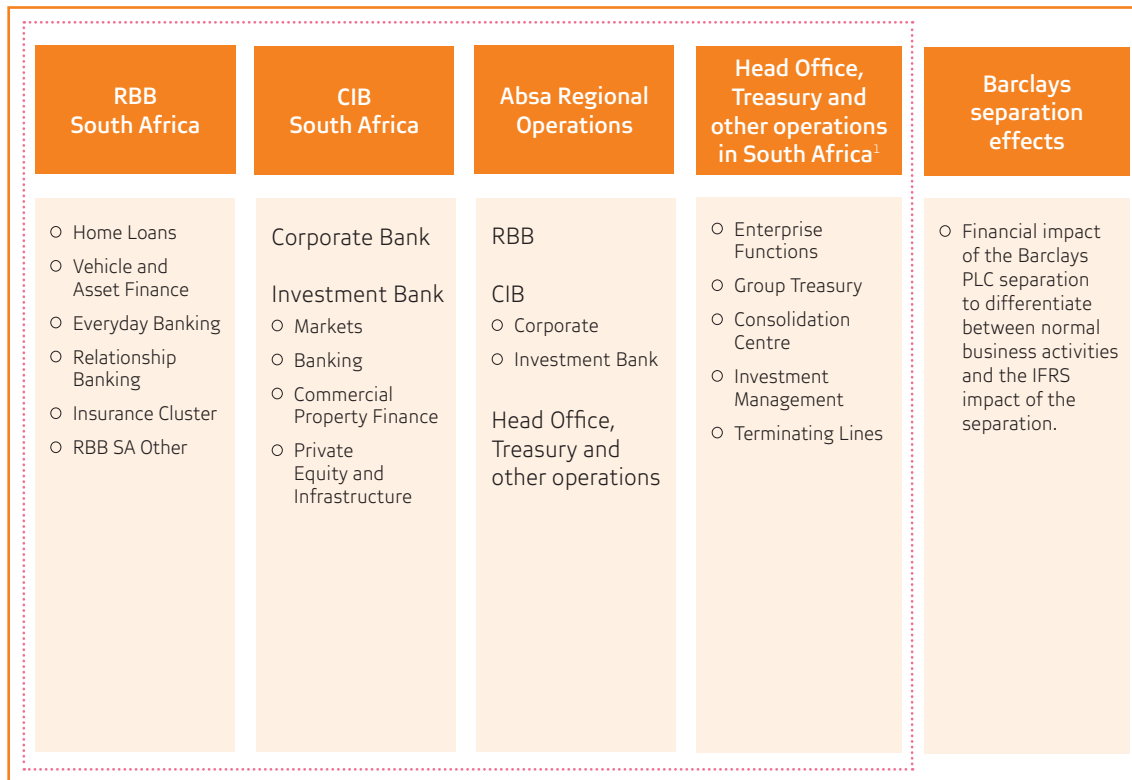 RBB
South Africa
CIB
South Africa
Absa Regional
Operations
Head Office,
Treasury and
other operations
in South Africa¹
Barclays
separation
effects
Home Loans
Vehicle and
Asset Finance
Everyday Banking
Relationship
Banking
Insurance Cluster
RBB SA Other
Corporate Bank
Investment Bank
Markets
Banking
Commercial
Property Finance
Private
Equity and
Infrastructure
RBB
CIB
Corporate
Investment Bank
Head Office,
Treasury and
other operations
Enterprise
Functions
Group Treasury
Consolidation
Centre
Investment
Management
Terminating Lines
Financial impact
of the Barclays
PLC separation
to differentiate
between normal
business activities
and the IFRS
impact of the
separation.